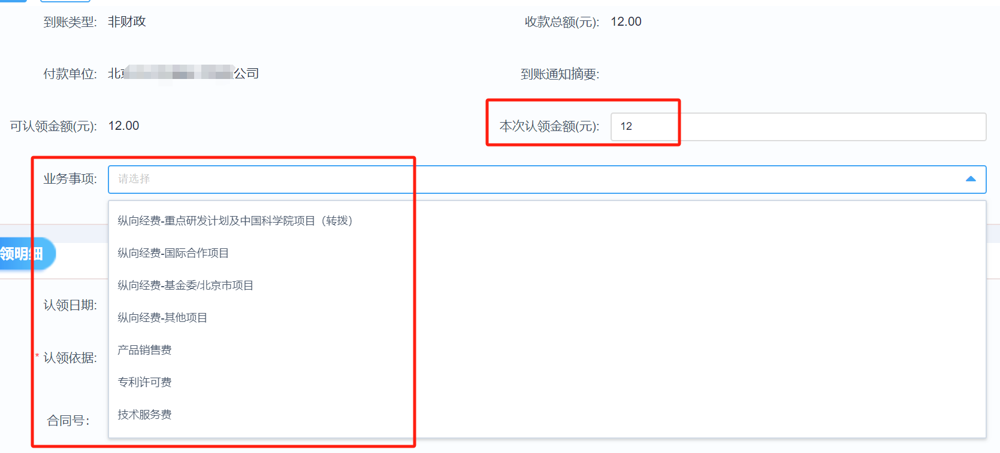 到账类型: 非财政
收款总额(元): 12.00
付款单位: 北 公司
到账通知摘要:
可认领金额(元): 12.00
本次认领金额(元): 12
业务事项: 请选择
纵向经费-重点研发计划及中国科学院项目（转拨）
纵向经费-国际合作项目
领明细
纵向经费-基金委/北京市项目
认领日期:
纵向经费-其他项目
产品销售费
* 认领依据:
专利许可费
技术服务费
合同号: